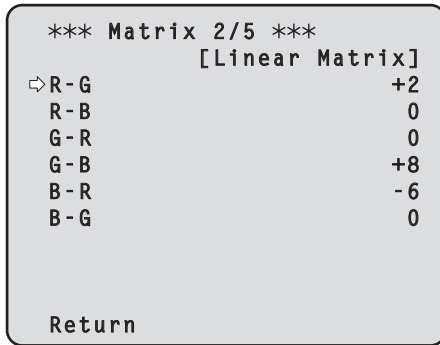 *** Matrix 2/5 ***
[Linear Matrix]
⇨R-G +2
R-B 0
G-R 0
G-B +8
B-R -6
B-G 0
Return